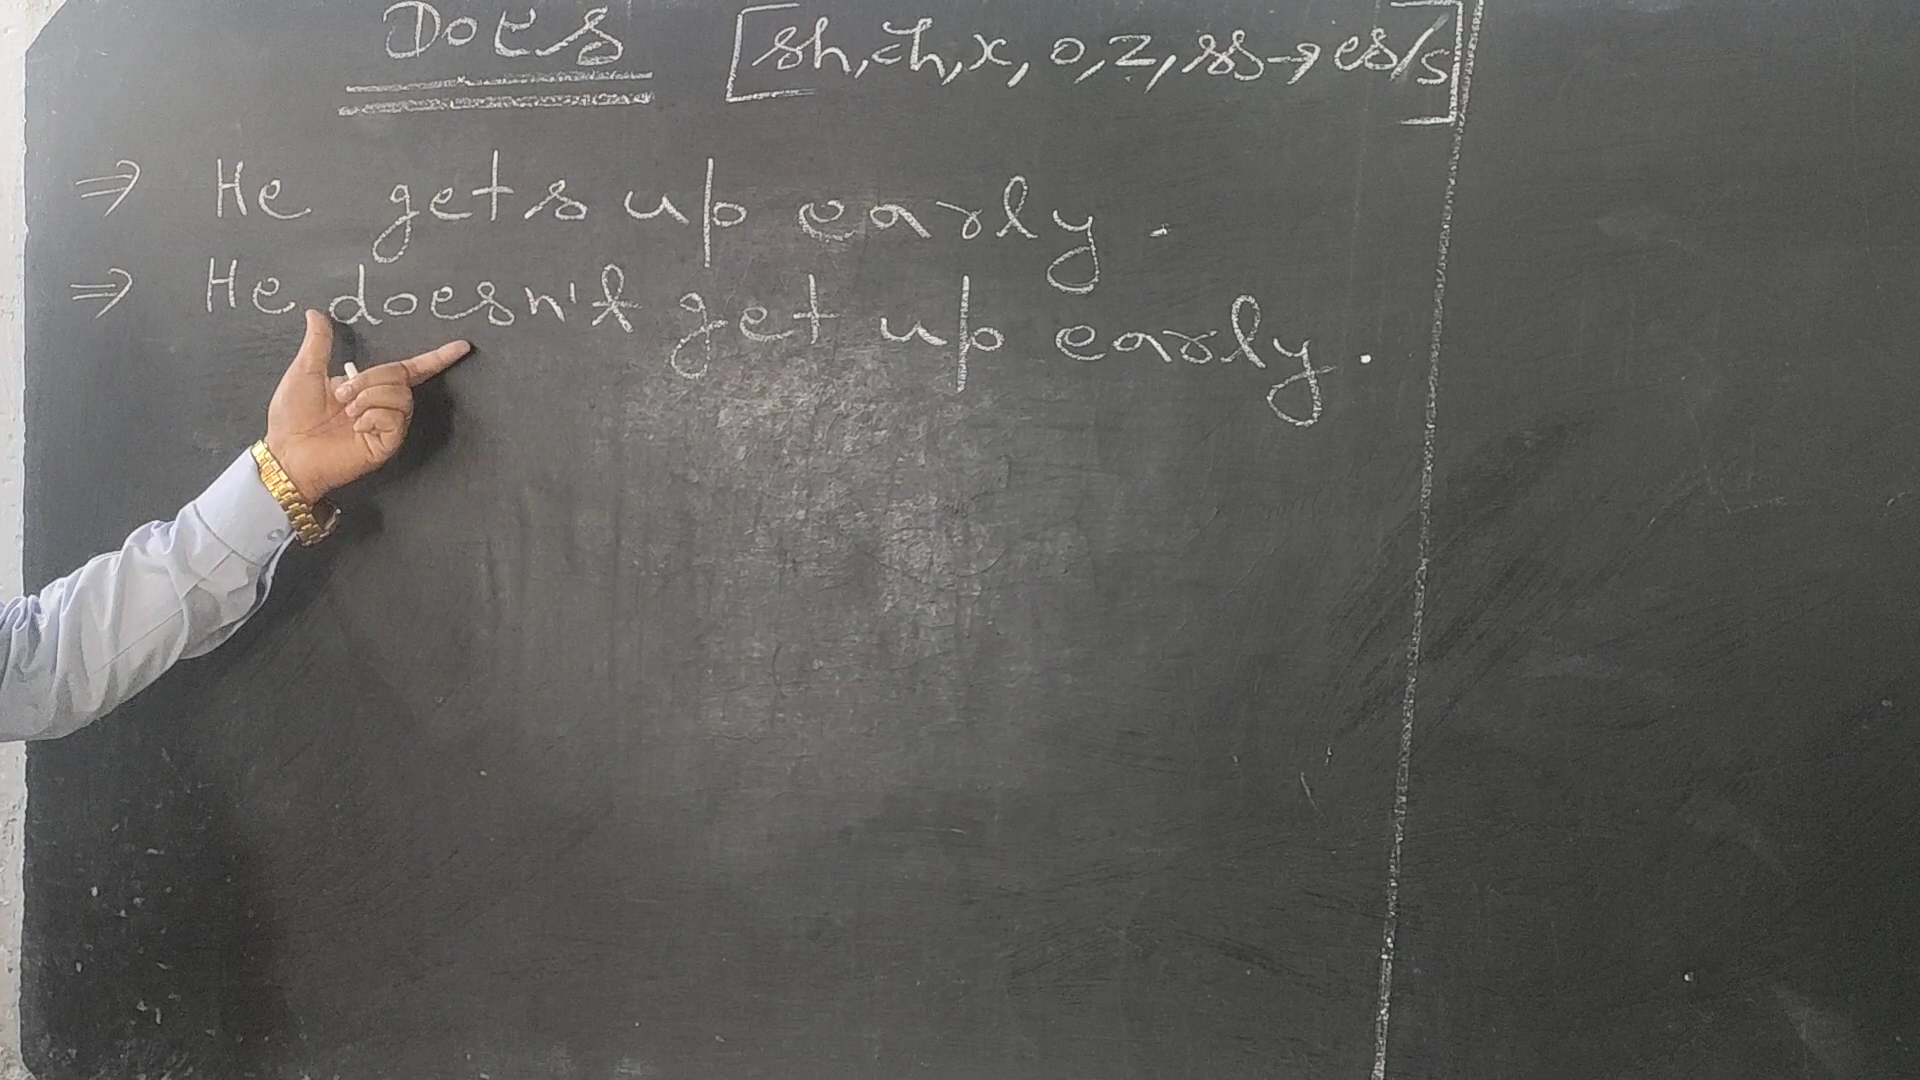 Does [sh, ch, x, o, z, ss → es/s]
⇒ He gets up early.
⇒ He doesn't get up early.